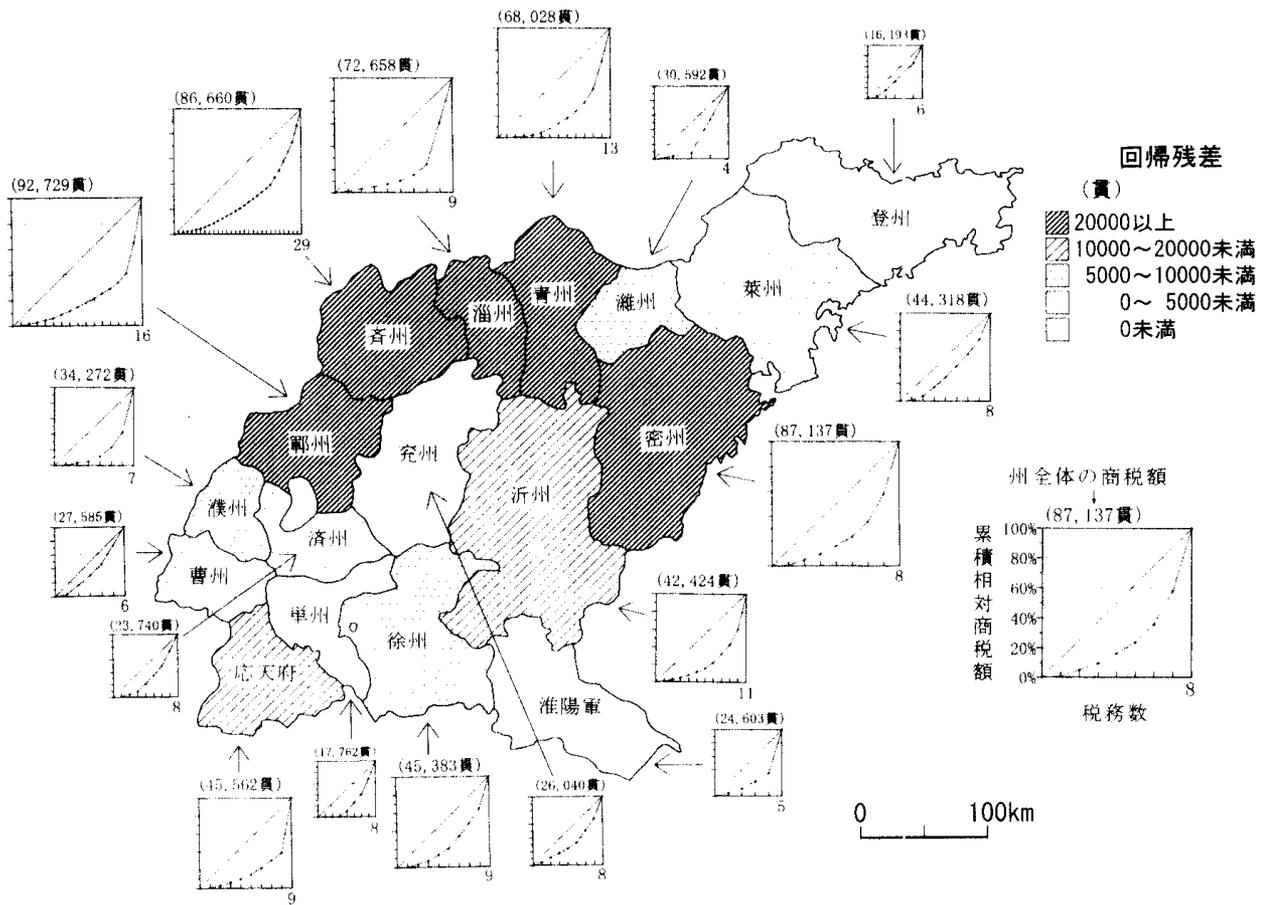 (68,028貫)
13
(16,193貫)
6
(72,658貫)
9
(30,592貫)
4
(86,660貫)
29
(92,729貫)
16
回帰残差
(貫)
20000以上
10000~20000未満
5000~10000未満
0~ 5000未満
0未満
登州
萊州
濰州
青州
淄州
斉州
(44,318貫)
8
(34,272貫)
7
鄆州
兗州
密州
(87,137貫)
8
沂州
濮州
済州
(27,585貫)
6
曹州
単州
徐州
(23,740貫)
8
応天府
淮陽軍
(42,424貫)
11
州全体の商税額
(87,137貫)
累積相対商税額
100%
80%
60%
40%
20%
0%
8
税務数
(24,603貫)
5
(45,562貫)
9
(17,762貫)
8
(45,383貫)
9
(26,040貫)
8
0 100km